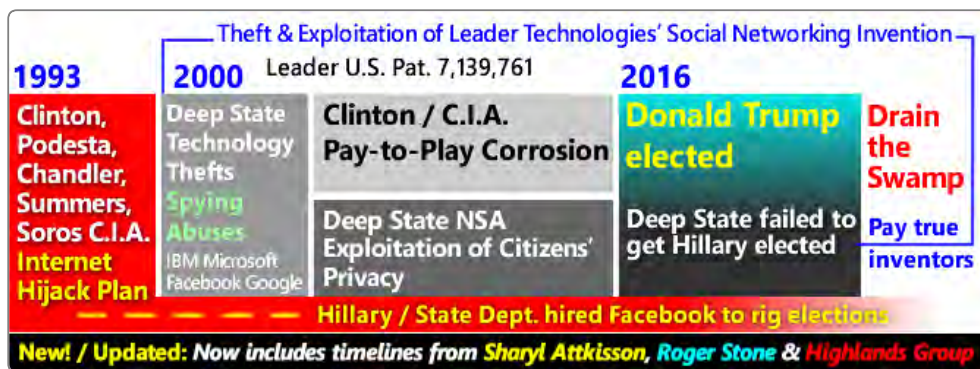 Theft & Exploitation of Leader Technologies' Social Networking Invention
1993
2000
Leader U.S. Pat. 7,139,761
2016
Clinton,
Podesta,
Chandler,
Summers,
Soros C.I.A.
Internet
Hijack Plan
Deep State
Technology
Thefts
Spying
Abuses
IBM Microsoft
Facebook Google
Clinton / C.I.A.
Pay-to-Play Corrosion
Deep State NSA
Exploitation of Citizens'
Privacy
Donald Trump
elected
Deep State failed to
get Hillary elected
Drain
the
Swamp
Pay true
inventors
Hillary / State Dept. hired Facebook to rig elections
New! / Updated: Now includes timelines from Sharyl Attkisson, Roger Stone & Highlands Group